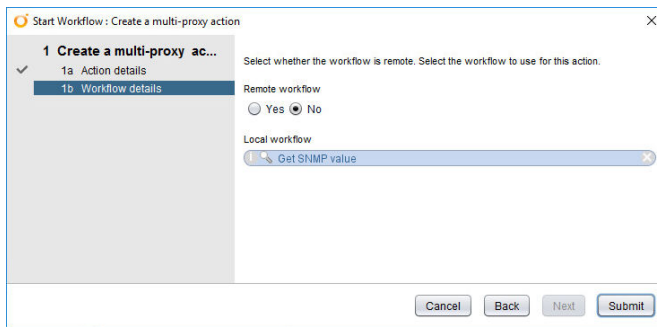 Start Workflow : Create a multi-proxy action
1 Create a multi-proxy ac...
1a Action details
1b Workflow details
Select whether the workflow is remote. Select the workflow to use for this action.
Remote workflow
Yes No
Local workflow
Get SNMP value
Cancel Back Next Submit